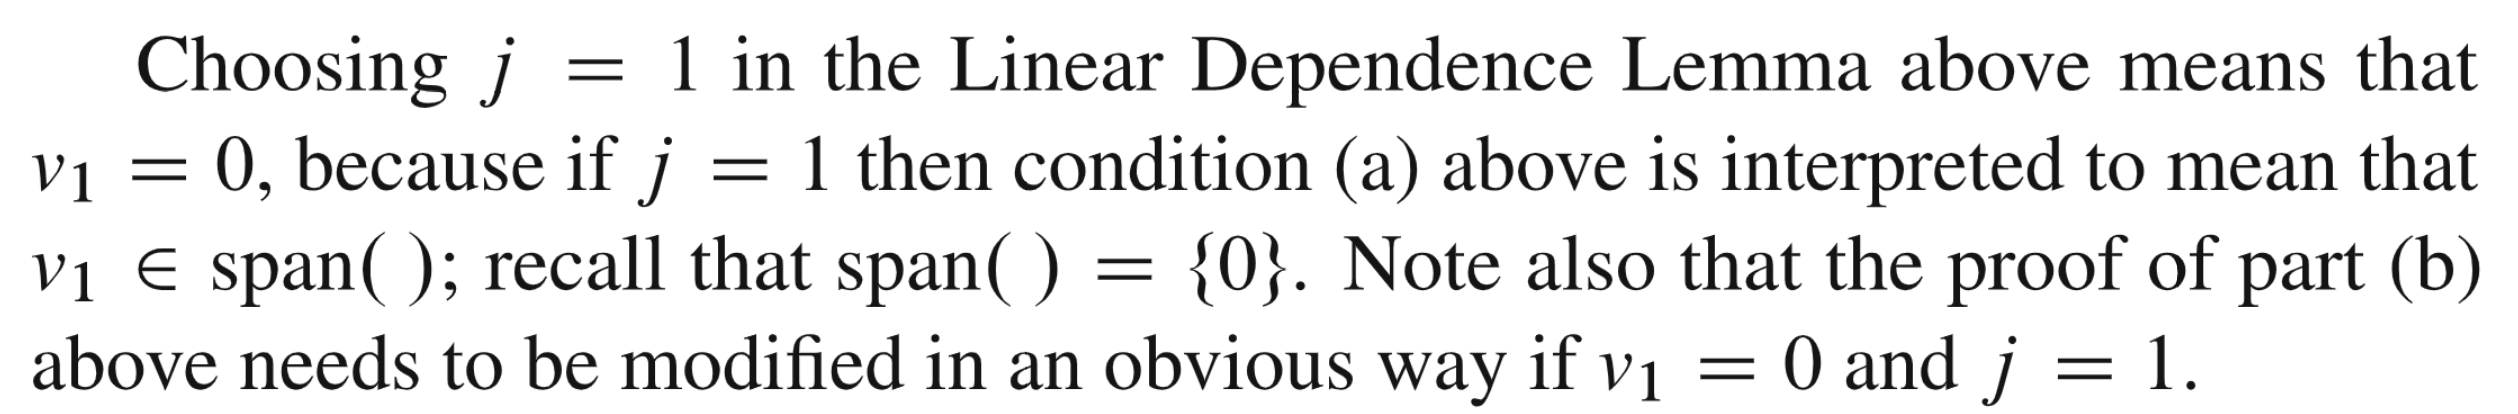 Choosing j = 1 in the Linear Dependence Lemma above means that
v₁ = 0, because if j = 1 then condition (a) above is interpreted to mean that
v₁ ∈ span( ); recall that span( ) = {0}. Note also that the proof of part (b)
above needs to be modified in an obvious way if v₁ = 0 and j = 1.